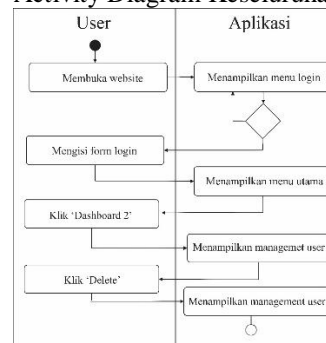 Activity Diagram Keseluruha
User
Aplikasi
Membuka website
Menampilkan menu login
Mengisi form login
Menampilkan menu utama
Klik ‘Dashboard 2’
Menampilkan managemet user
Klik ‘Delete’
Menampilkan management user